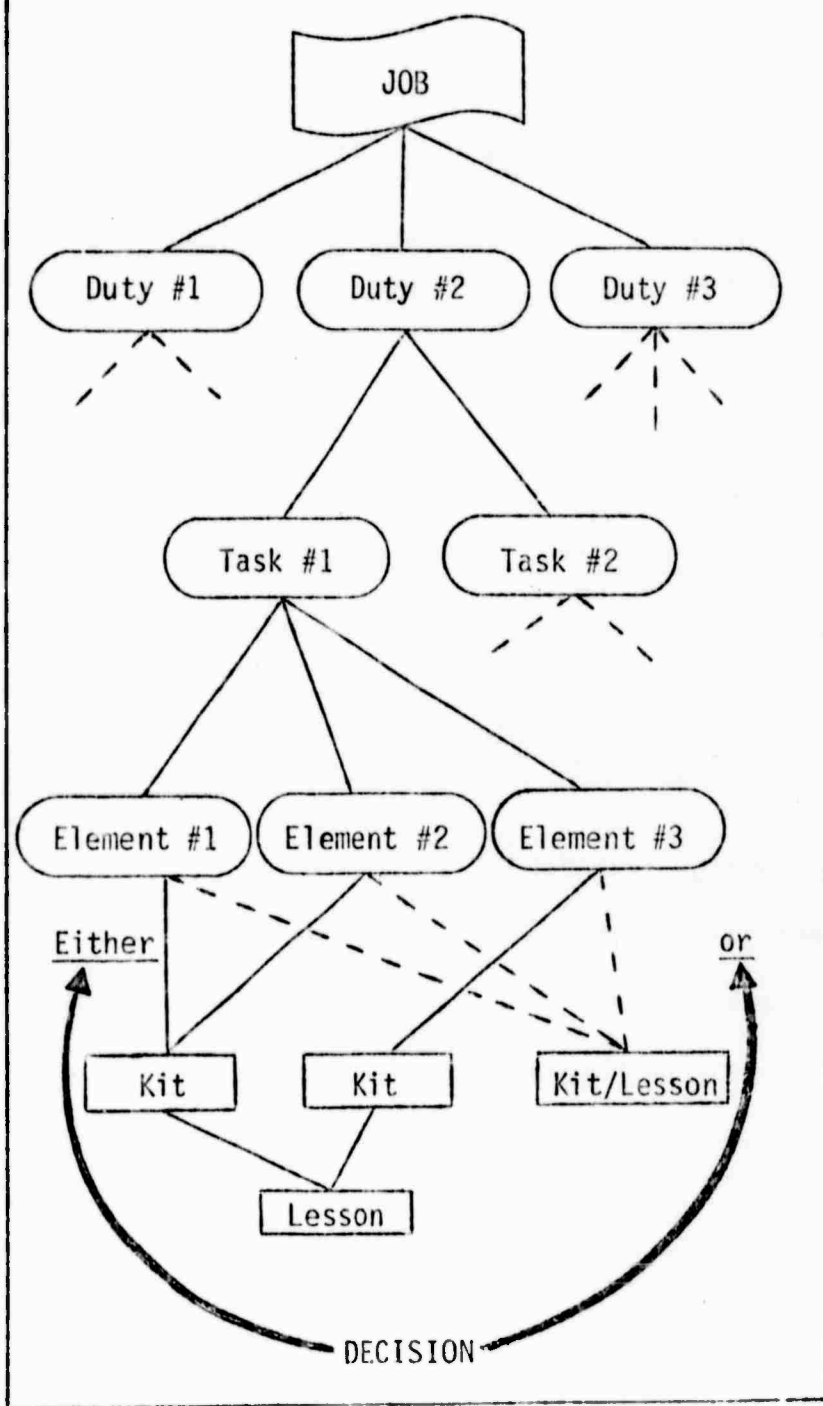 JOB
Duty #1 Duty #2 Duty #3
Task #1 Task #2
Element #1 Element #2 Element #3
Either or
Kit Kit Kit/Lesson
Lesson
DECISION